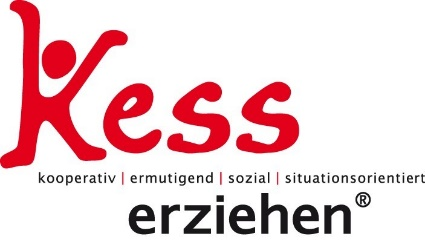 Kess
kooperativ | ermutigend | sozial | situationsorientiert
erziehen®